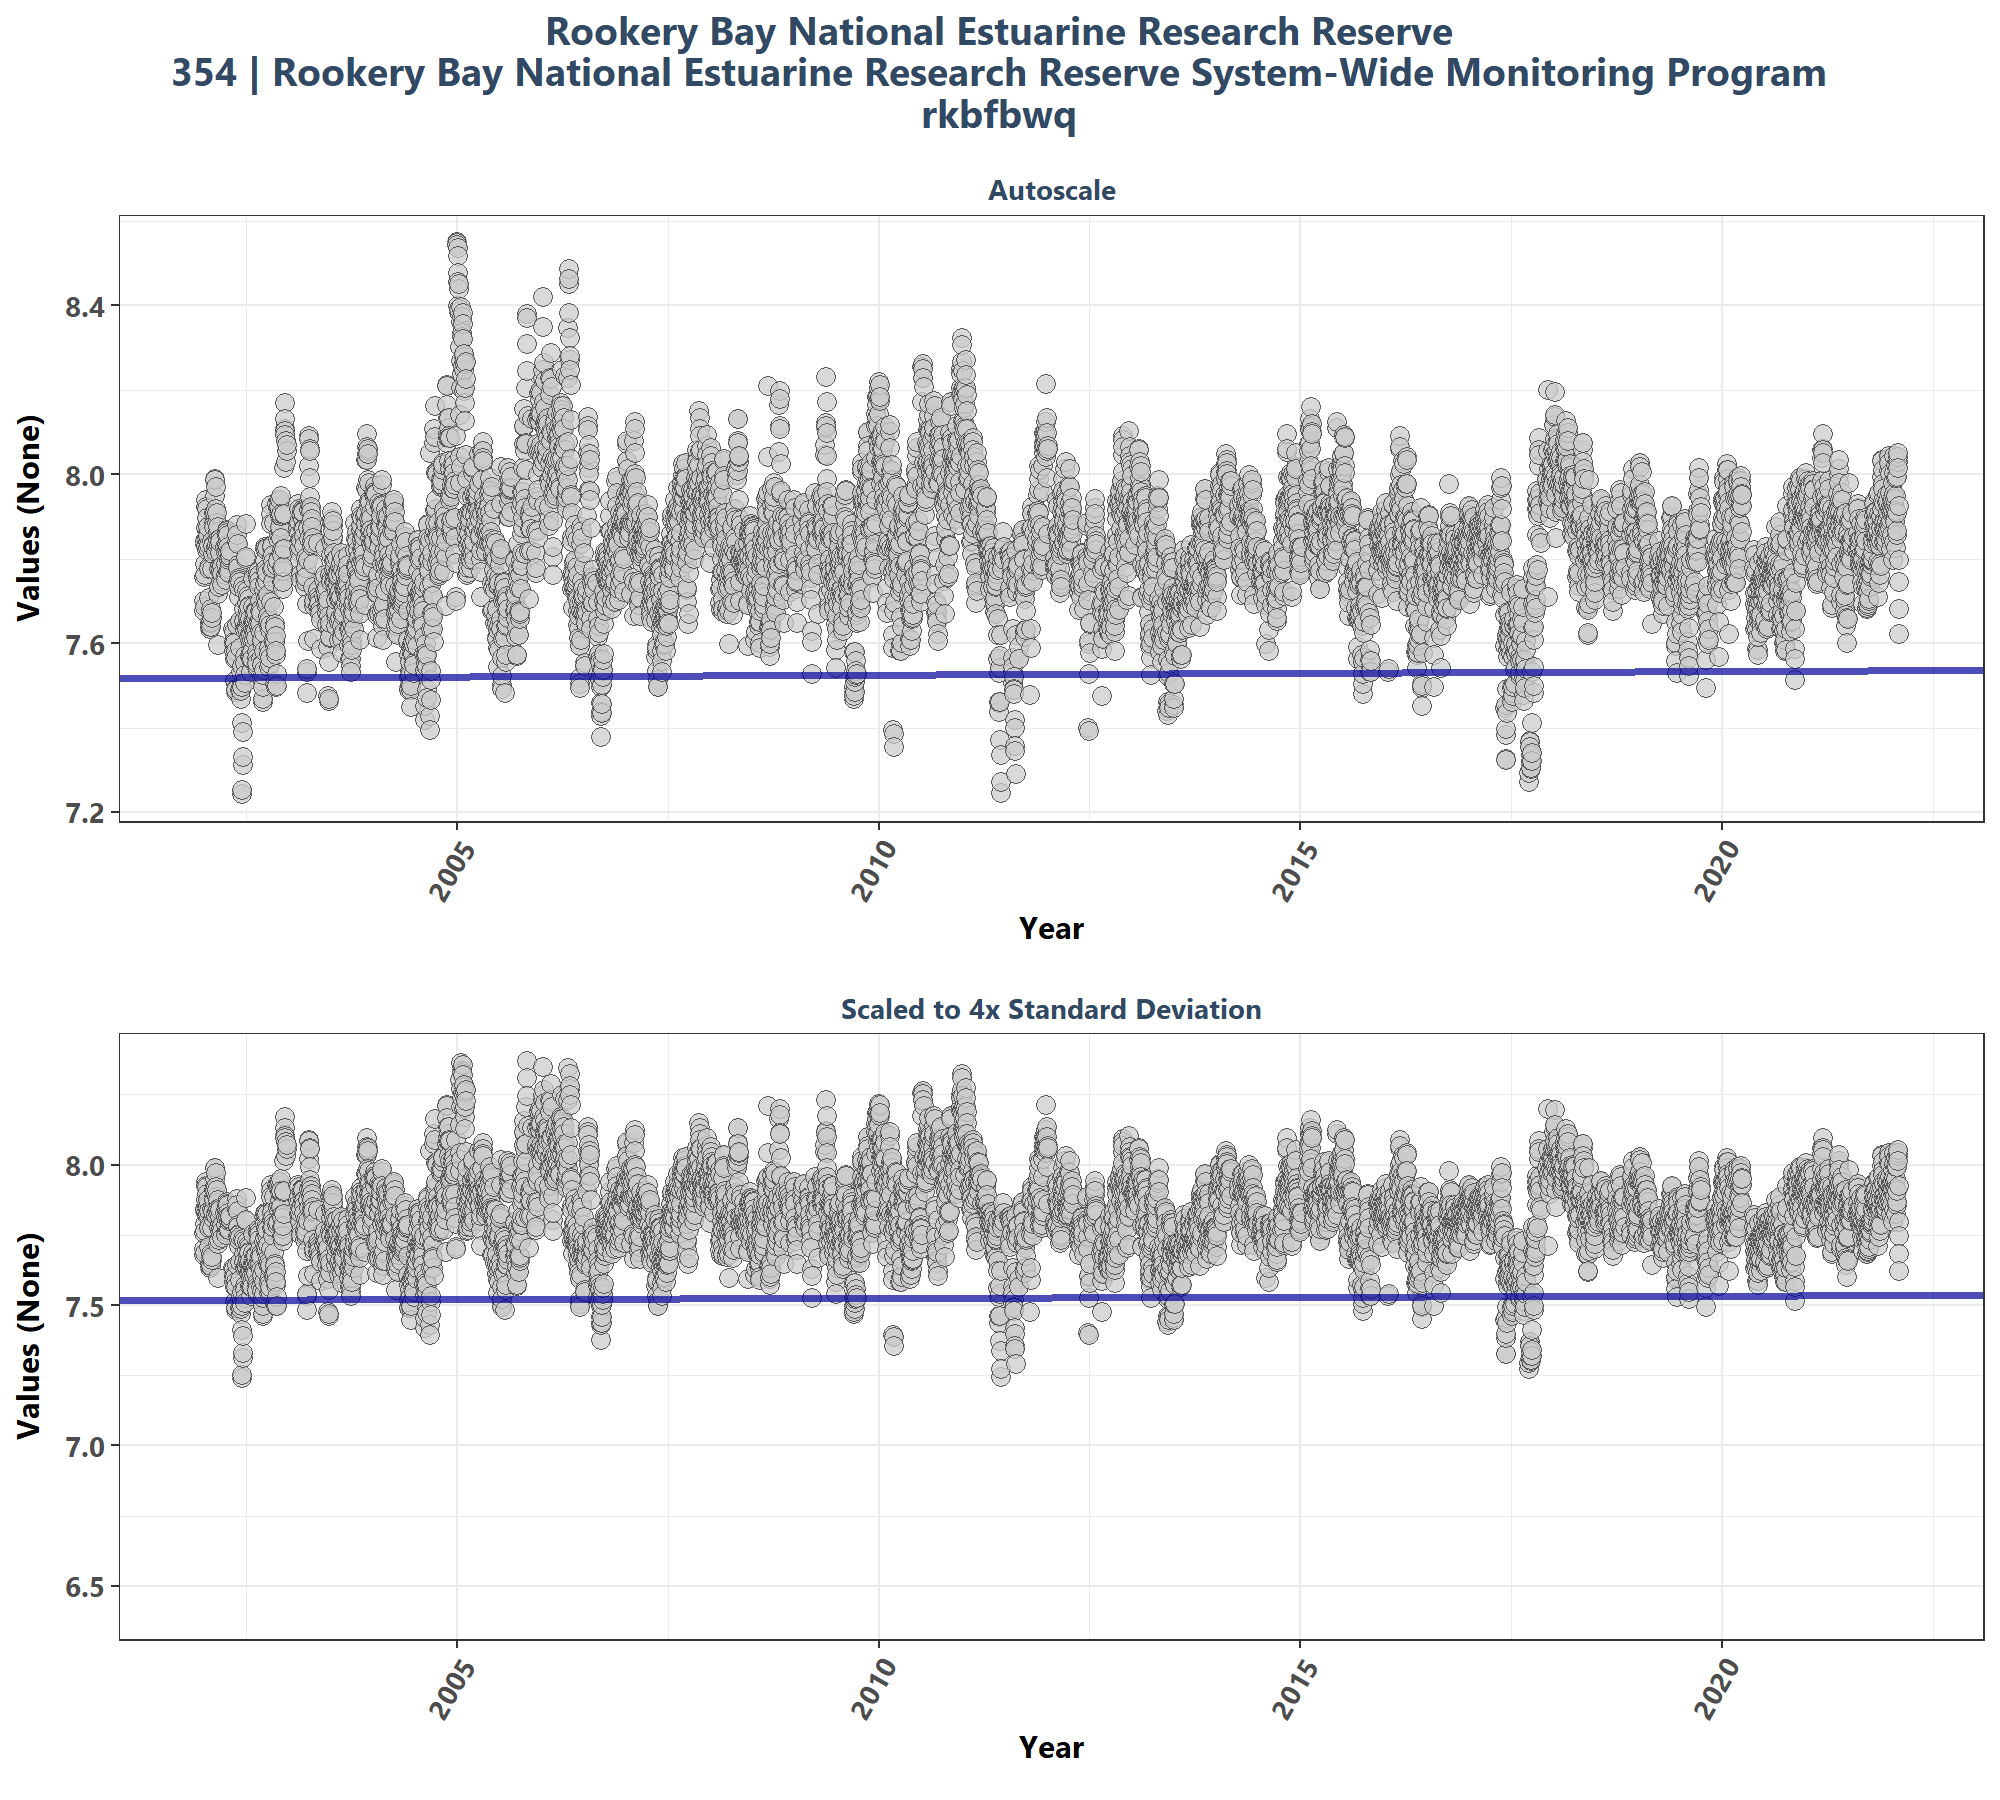 Rookery Bay National Estuarine Research Reserve
354 | Rookery Bay National Estuarine Research Reserve System-Wide Monitoring Program
rkbfbwq
Autoscale
Values (None)
8.4
8.0
7.6
7.2
2005
2010
2015
2020
Year
Scaled to 4x Standard Deviation
Values (None)
8.0
7.5
7.0
6.5
2005
2010
2015
2020
Year